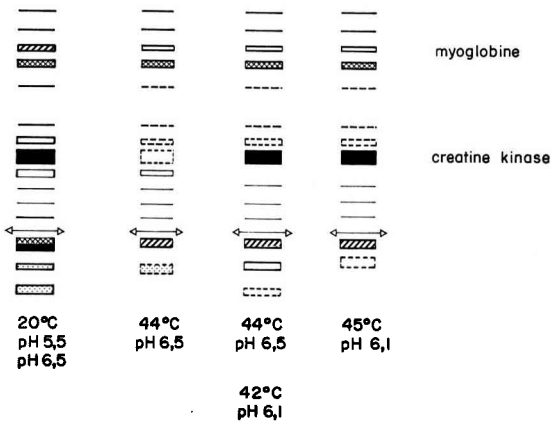 myoglobine
creatine kinase
20°C
pH 5,5
pH 6,5
44°C
pH 6,5
44°C
pH 6,5
42°C
pH 6,1
45°C
pH 6,1